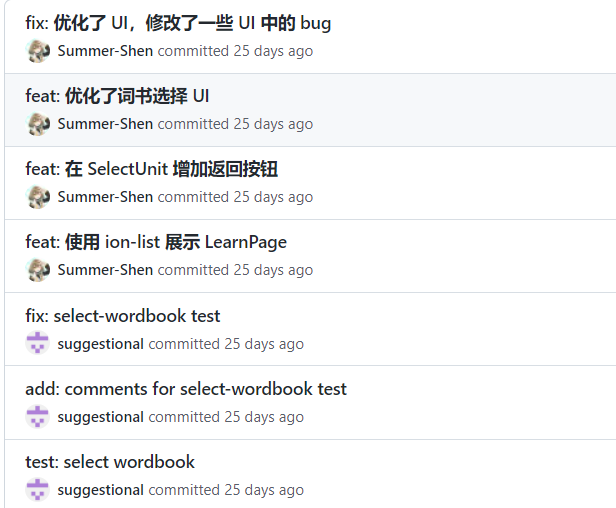 fix: 优化了 UI，修改了一些 UI 中的 bug
Summer-Shen committed 25 days ago
feat: 优化了词书选择 UI
Summer-Shen committed 25 days ago
feat: 在 SelectUnit 增加返回按钮
Summer-Shen committed 25 days ago
feat: 使用 ion-list 展示 LearnPage
Summer-Shen committed 25 days ago
fix: select-wordbook test
suggestional committed 25 days ago
add: comments for select-wordbook test
suggestional committed 25 days ago
test: select wordbook
suggestional committed 25 days ago